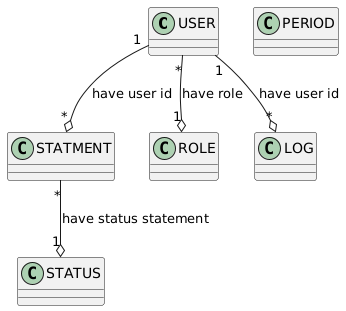 C USER
C PERIOD
1
*
1
have user id
have role
have user id
*
1
*
C STATMENT
C ROLE
C LOG
*
have status statement
1
C STATUS